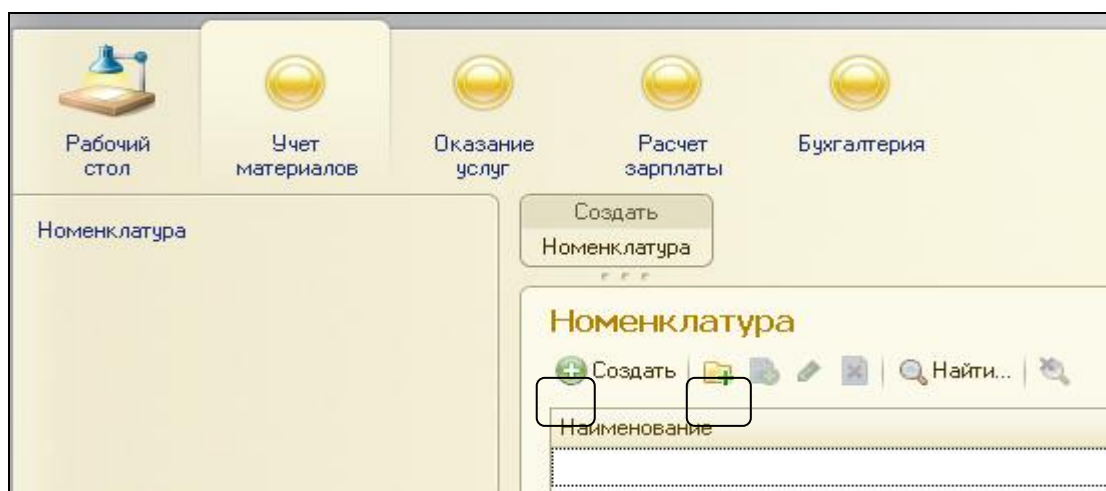 Рабочий
стол
Учет
материалов
Оказание
услуг
Расчет
зарплаты
Бухгалтерия
Номенклатура
Создать
Номенклатура
Номенклатура
Создать
Найти...
Наименование